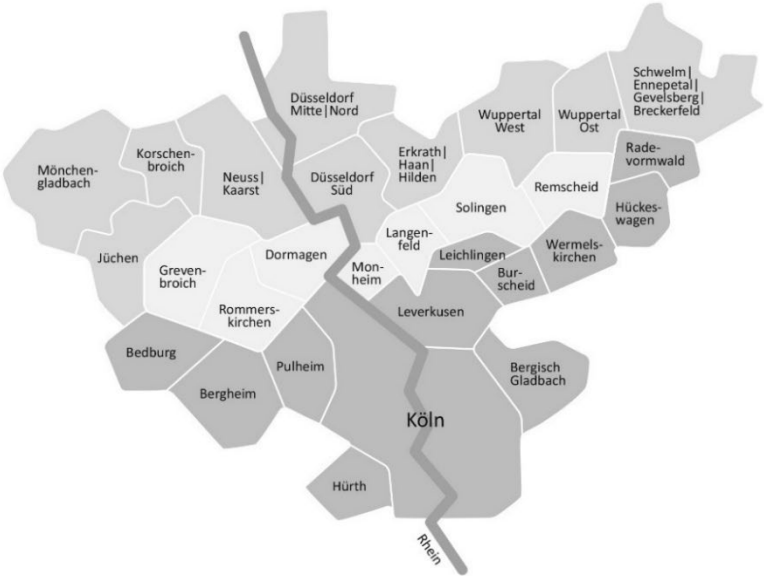 Schwelm|
Ennepetal|
Gevelsberg|
Breckerfeld
Düsseldorf
Mitte|Nord
Wuppertal
West
Wuppertal
Ost
Rade-
vormwald
Korschen-
broich
Mönchen-
gladbach
Neuss|
Kaarst
Düsseldorf
Süd
Erkrath|
Haan|
Hilden
Remscheid
Solingen
Hückes-
wagen
Langen-
feld
Wermels-
kirchen
Jüchen
Greven-
broich
Dormagen
Mon-
heim
Leichlingen
Bur-
scheid
Rommers-
kirchen
Leverkusen
Bedburg
Bergheim
Pulheim
Bergisch
Gladbach
Köln
Hürth
Rhein